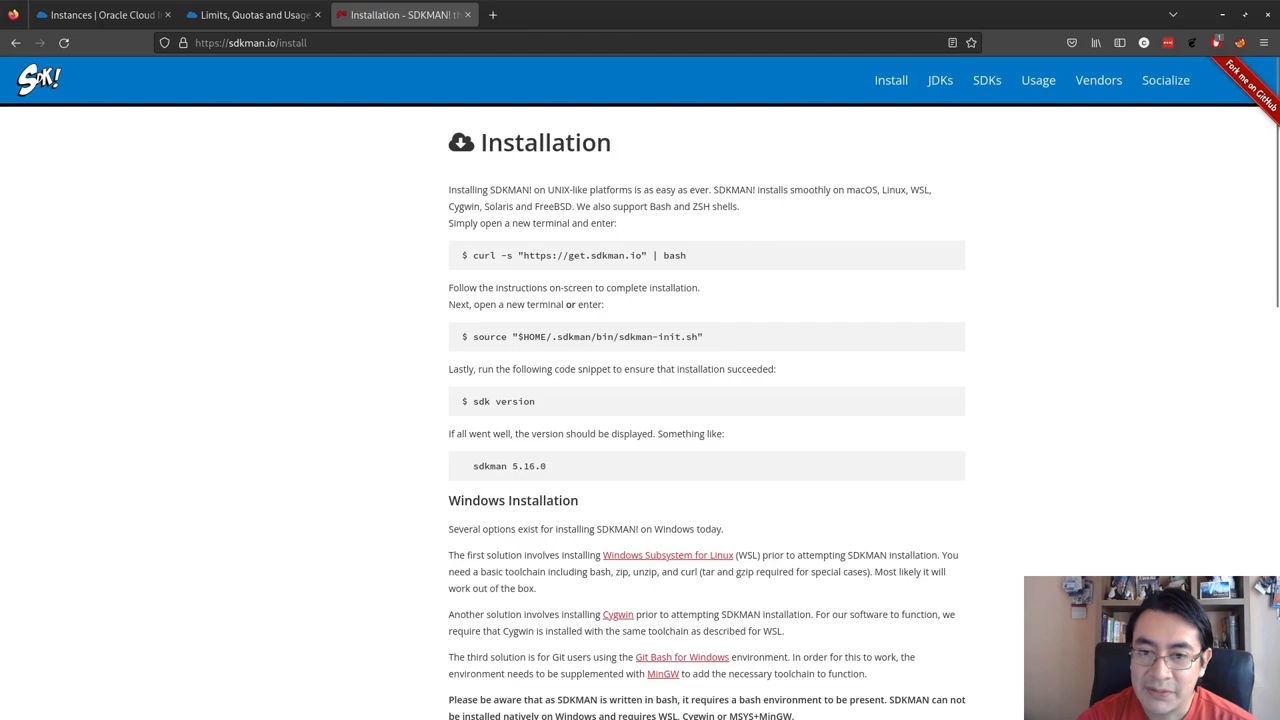 Instances | Oracle Cloud I
Limits, Quotas and Usage
Installation - SDKMAN! th
https://sdkman.io/install
1
SDK!
Install
JDKs
SDKs
Usage
Vendors
Socialize
Fork me on GitHub
Installation
Installing SDKMAN! on UNIX-like platforms is as easy as ever. SDKMAN! installs smoothly on macOS, Linux, WSL,
Cygwin, Solaris and FreeBSD. We also support Bash and ZSH shells.
Simply open a new terminal and enter:
$ curl -s "https://get.sdkman.io" | bash
Follow the instructions on-screen to complete installation.
Next, open a new terminal or enter:
$ source "$HOME/.sdkman/bin/sdkman-init.sh"
Lastly, run the following code snippet to ensure that installation succeeded:
$ sdk version
If all went well, the version should be displayed. Something like:
sdkman 5.16.0
Windows Installation
Several options exist for installing SDKMAN! on Windows today.
The first solution involves installing Windows Subsystem for Linux (WSL) prior to attempting SDKMAN installation. You
need a basic toolchain including bash, zip, unzip, and curl (tar and gzip required for special cases). Most likely it will
work out of the box.
Another solution involves installing Cygwin prior to attempting SDKMAN installation. For our software to function, we
require that Cygwin is installed with the same toolchain as described for WSL.
The third solution is for Git users using the Git Bash for Windows environment. In order for this to work, the
environment needs to be supplemented with MinGW to add the necessary toolchain to function.
Please be aware that as SDKMAN is written in bash, it requires a bash environment to be present. SDKMAN can not
be installed natively on Windows and requires WSL, Cygwin or MSYS+MinGW.